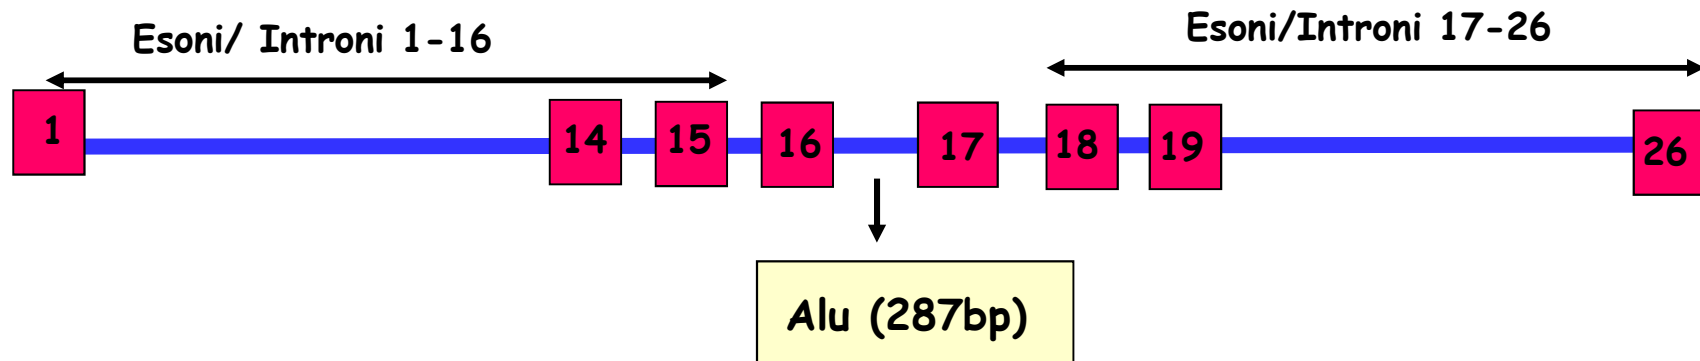 Esoni/ Introni 1-16
Esoni/Introni 17-26
1 14 15 16 17 18 19 26
Alu (287bp)